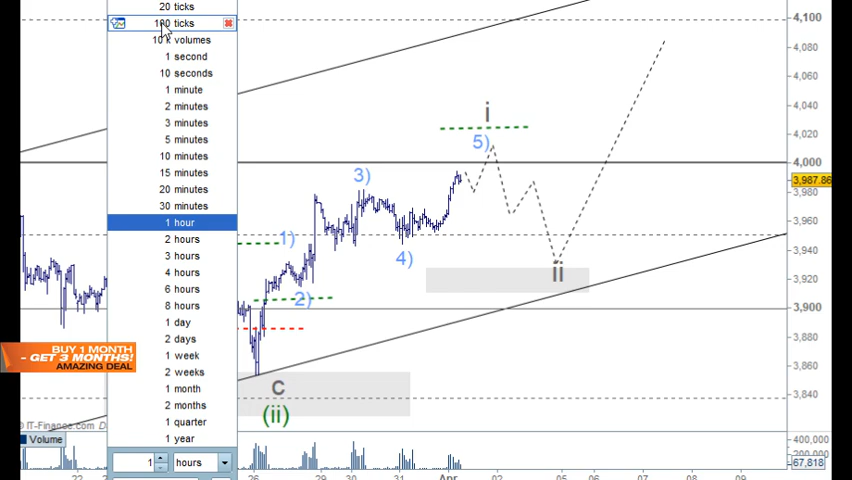 20 ticks
100 ticks
10 k volumes
1 second
10 seconds
1 minute
2 minutes
3 minutes
5 minutes
10 minutes
15 minutes
20 minutes
30 minutes
1 hour
2 hours
3 hours
4 hours
6 hours
8 hours
1 day
2 days
1 week
2 weeks
1 month
2 months
1 quarter
1 year
1 hours
BUY 1 MONTH
- GET 3 MONTHS!
AMAZING DEAL
© IT-Finance.com
Volume
1)
2)
3)
4)
5)
i
ii
c
(ii)
4,100
4,080
4,060
4,040
4,020
4,000
3,987.86
3,980
3,960
3,940
3,920
3,900
3,880
3,860
3,840
400,000
200,000
67,818
22
29
30
31
Apr
02
05
06
07
08
09